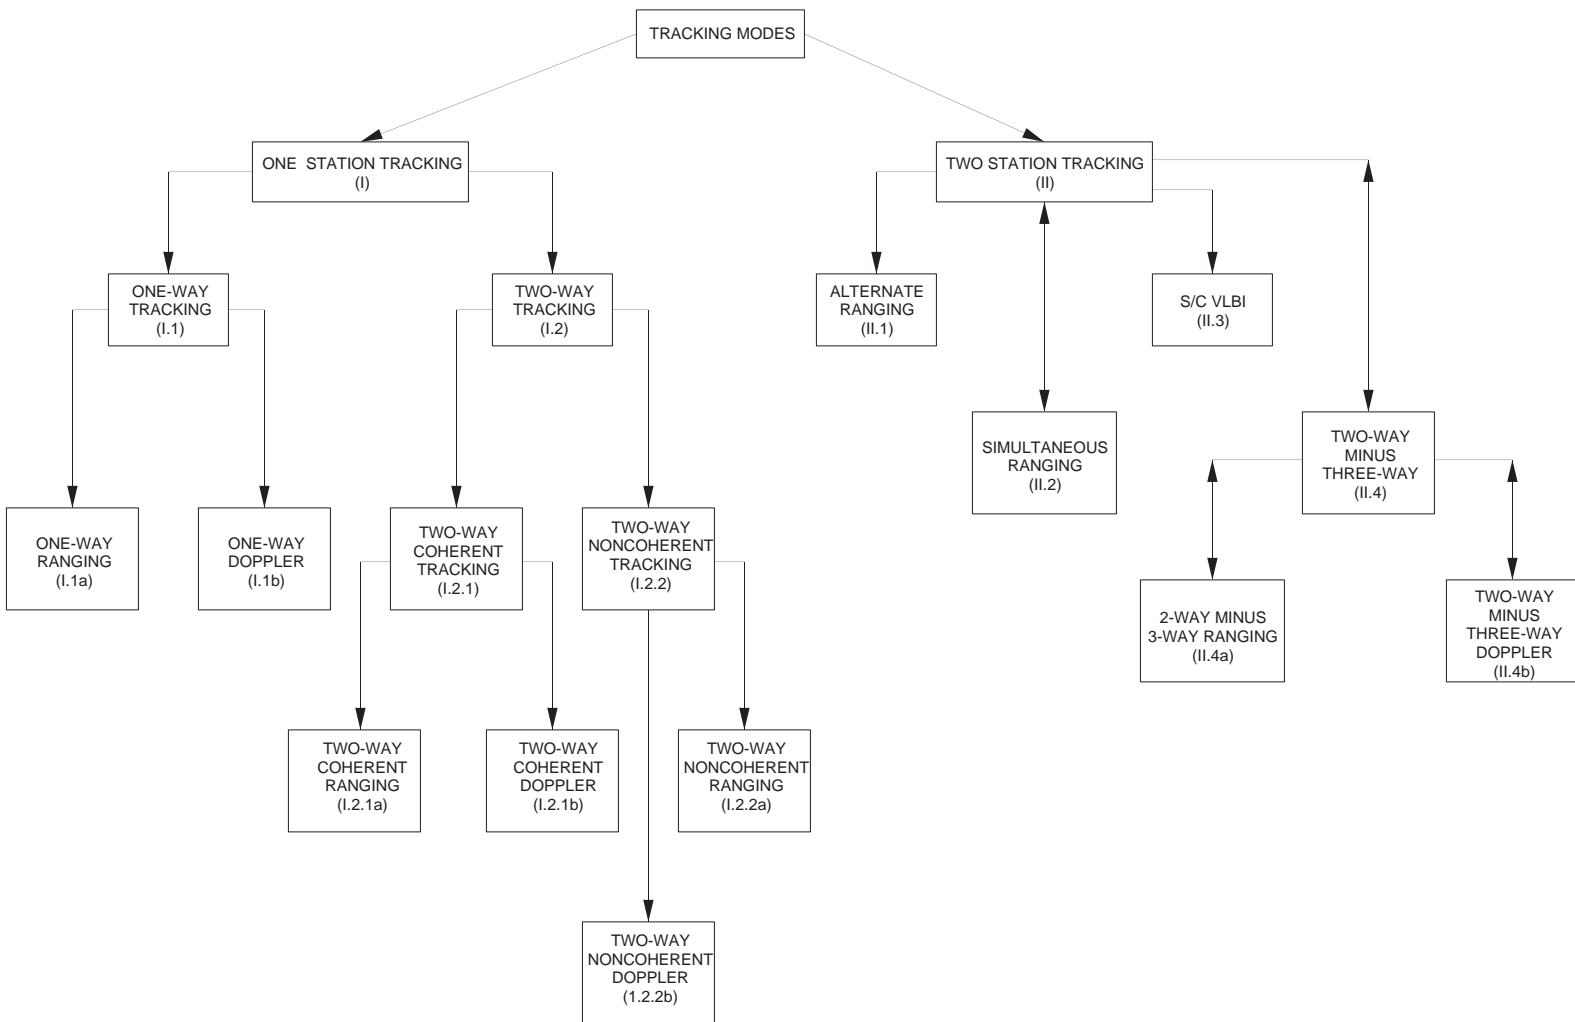 TRACKING MODES
ONE STATION TRACKING
(I)
TWO STATION TRACKING
(II)
ONE-WAY
TRACKING
(I.1)
TWO-WAY
TRACKING
(I.2)
ALTERNATE
RANGING
(II.1)
S/C VLBI
(II.3)
SIMULTANEOUS
RANGING
(II.2)
TWO-WAY
MINUS
THREE-WAY
(II.4)
ONE-WAY
RANGING
(I.1a)
ONE-WAY
DOPPLER
(I.1b)
TWO-WAY
COHERENT
TRACKING
(I.2.1)
TWO-WAY
NONCOHERENT
TRACKING
(I.2.2)
2-WAY MINUS
3-WAY RANGING
(II.4a)
TWO-WAY
MINUS
THREE-WAY
DOPPLER
(II.4b)
TWO-WAY
COHERENT
RANGING
(I.2.1a)
TWO-WAY
COHERENT
DOPPLER
(I.2.1b)
TWO-WAY
NONCOHERENT
RANGING
(I.2.2a)
TWO-WAY
NONCOHERENT
DOPPLER
(1.2.2b)